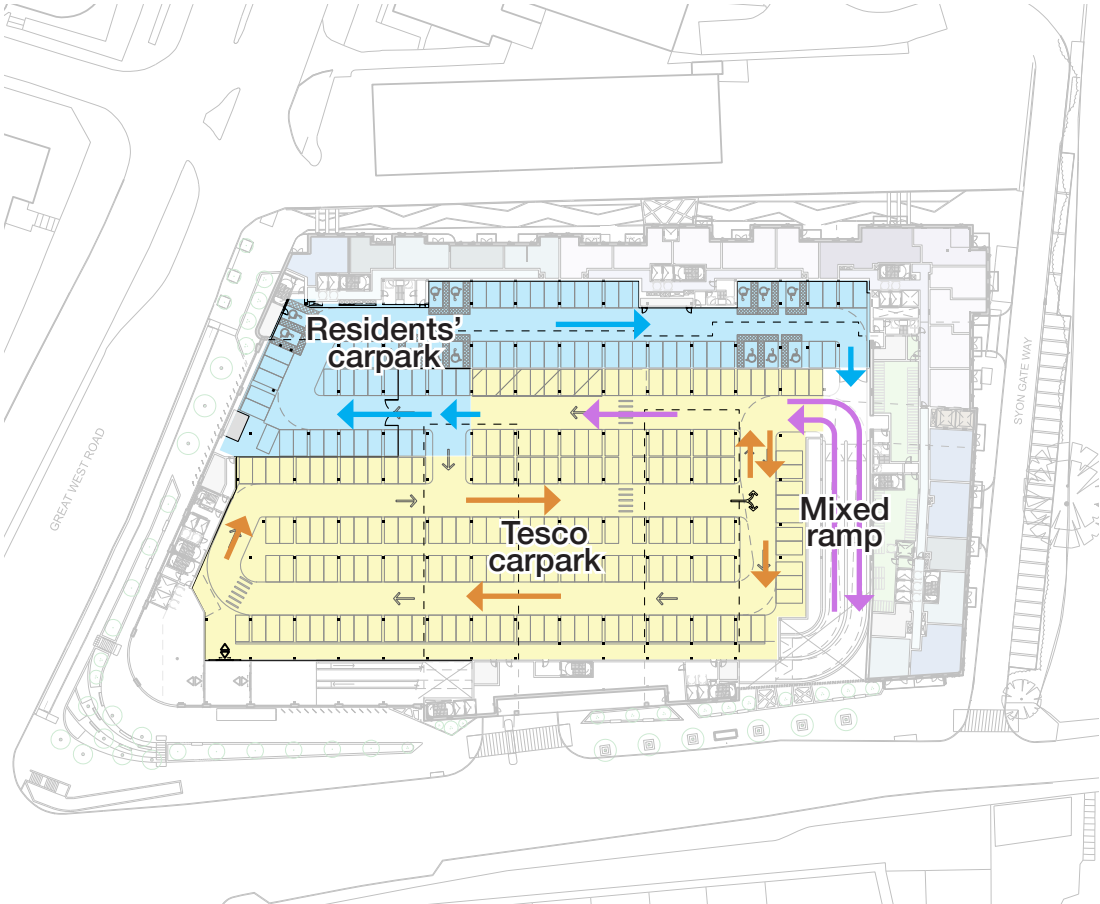 Residents’
carpark
Tesco
carpark
Mixed
ramp
GREAT WEST ROAD
SYON GATE WAY